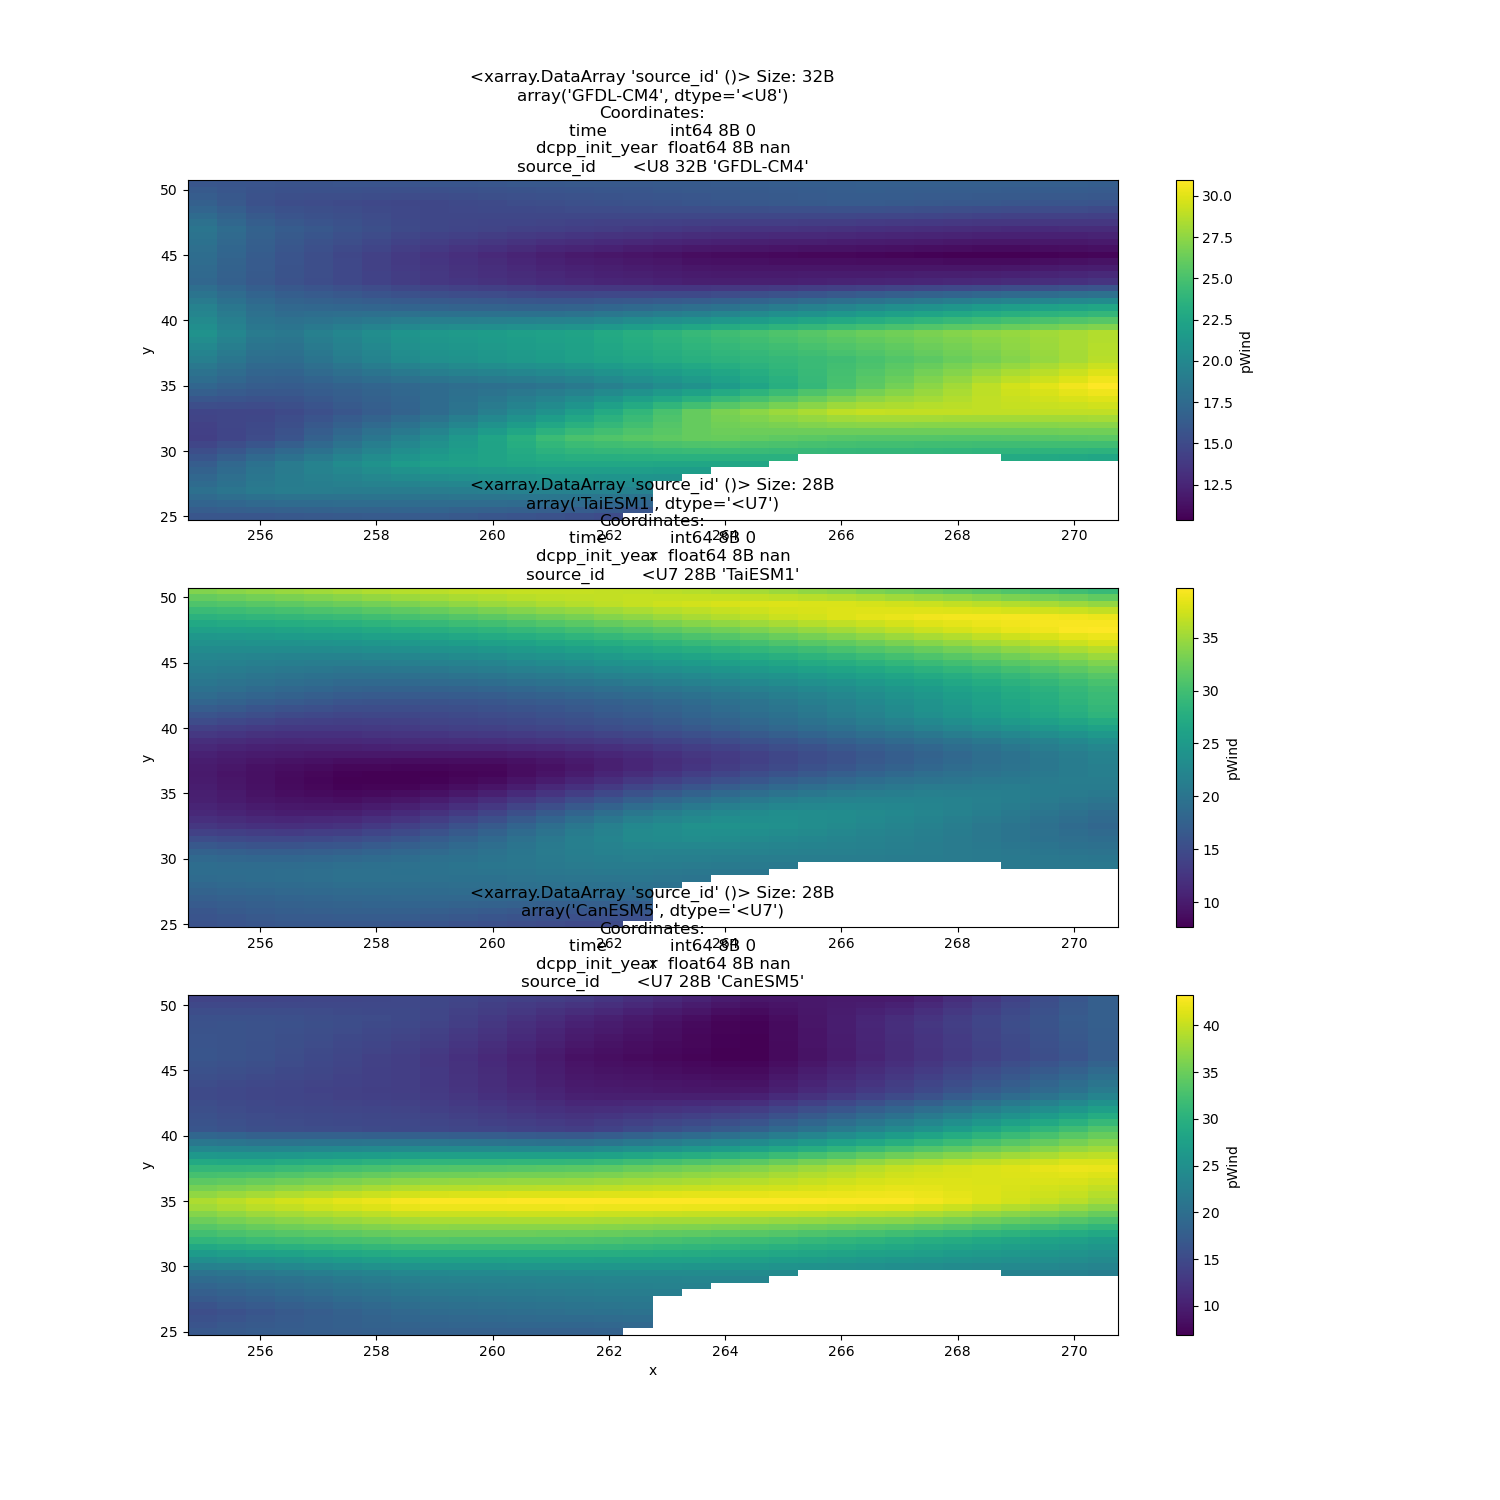 <xarray.DataArray 'source_id' ()> Size: 32B
array('GFDL-CM4', dtype='<U8')
Coordinates:
time int64 8B 0
dcpp_init_year float64 8B nan
source_id <U8 32B 'GFDL-CM4'
50
45
40
35
30
25
y
256 258 260 262 264 266 268 270
x
30.0
27.5
25.0
22.5
20.0
17.5
15.0
12.5
pWind
<xarray.DataArray 'source_id' ()> Size: 28B
array('TaiESM1', dtype='<U7')
Coordinates:
time int64 8B 0
dcpp_init_year float64 8B nan
source_id <U7 28B 'TaiESM1'
50
45
40
35
30
25
y
256 258 260 262 264 266 268 270
x
35
30
25
20
15
10
pWind
<xarray.DataArray 'source_id' ()> Size: 28B
array('CanESM5', dtype='<U7')
Coordinates:
time int64 8B 0
dcpp_init_year float64 8B nan
source_id <U7 28B 'CanESM5'
50
45
40
35
30
25
y
256 258 260 262 264 266 268 270
x
40
35
30
25
20
15
10
pWind